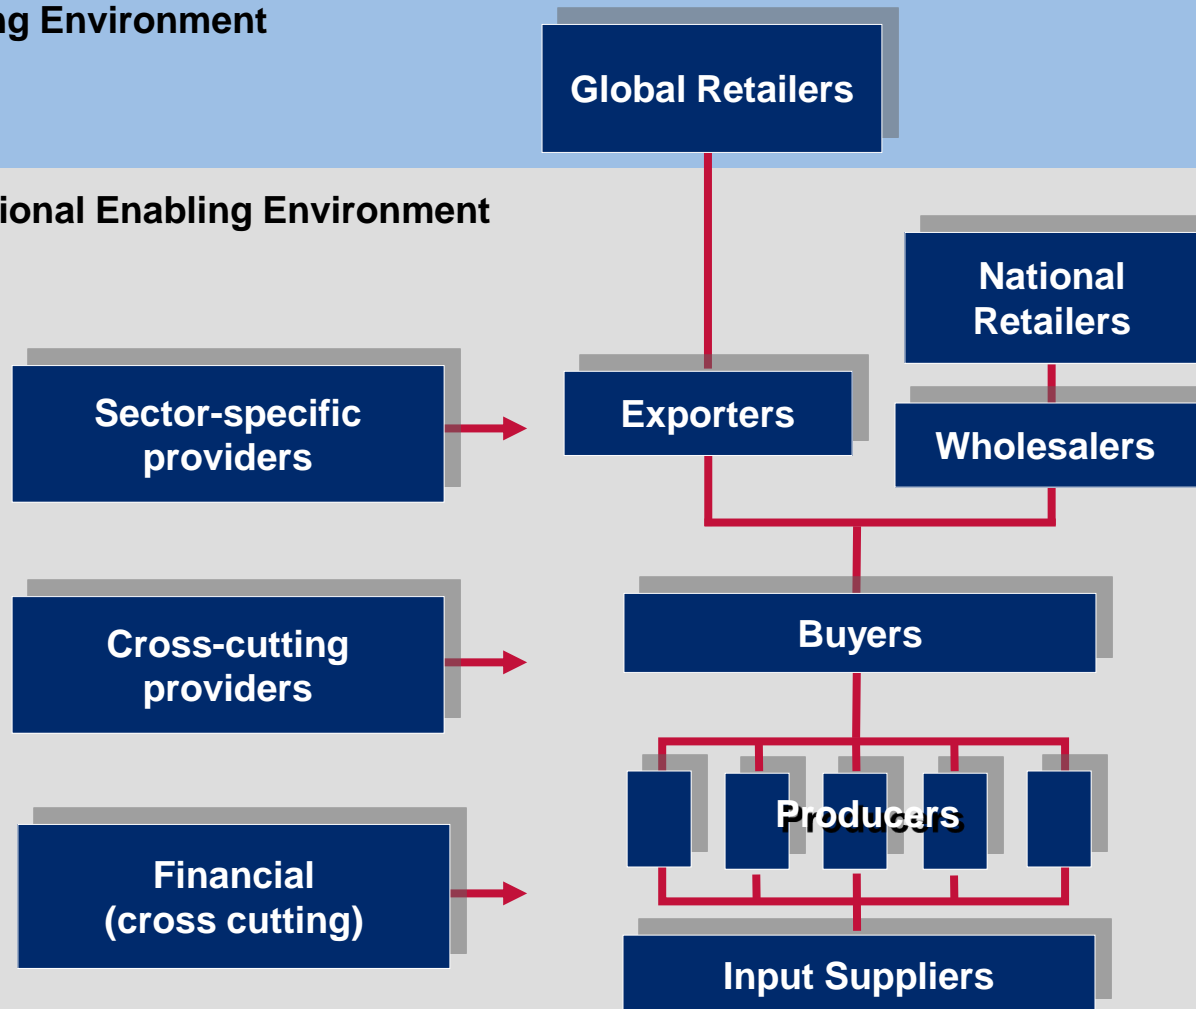 ng Environment
Global Retailers
ional Enabling Environment
National
Retailers
Sector-specific
providers
Exporters
Wholesalers
Cross-cutting
providers
Buyers
Producers
Financial
(cross cutting)
Input Suppliers